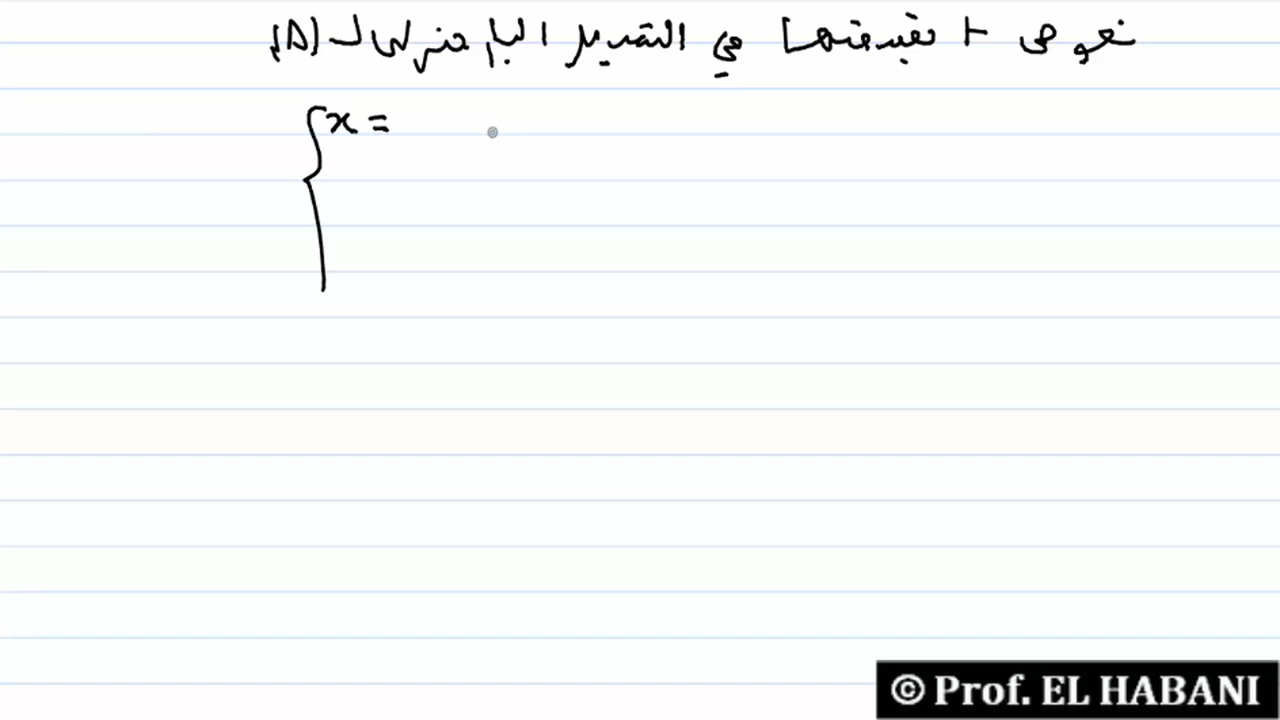 نعوض t بقيمتها في التمثيل البارامتري لـ (Δ)
{ x =
© Prof. EL HABANI